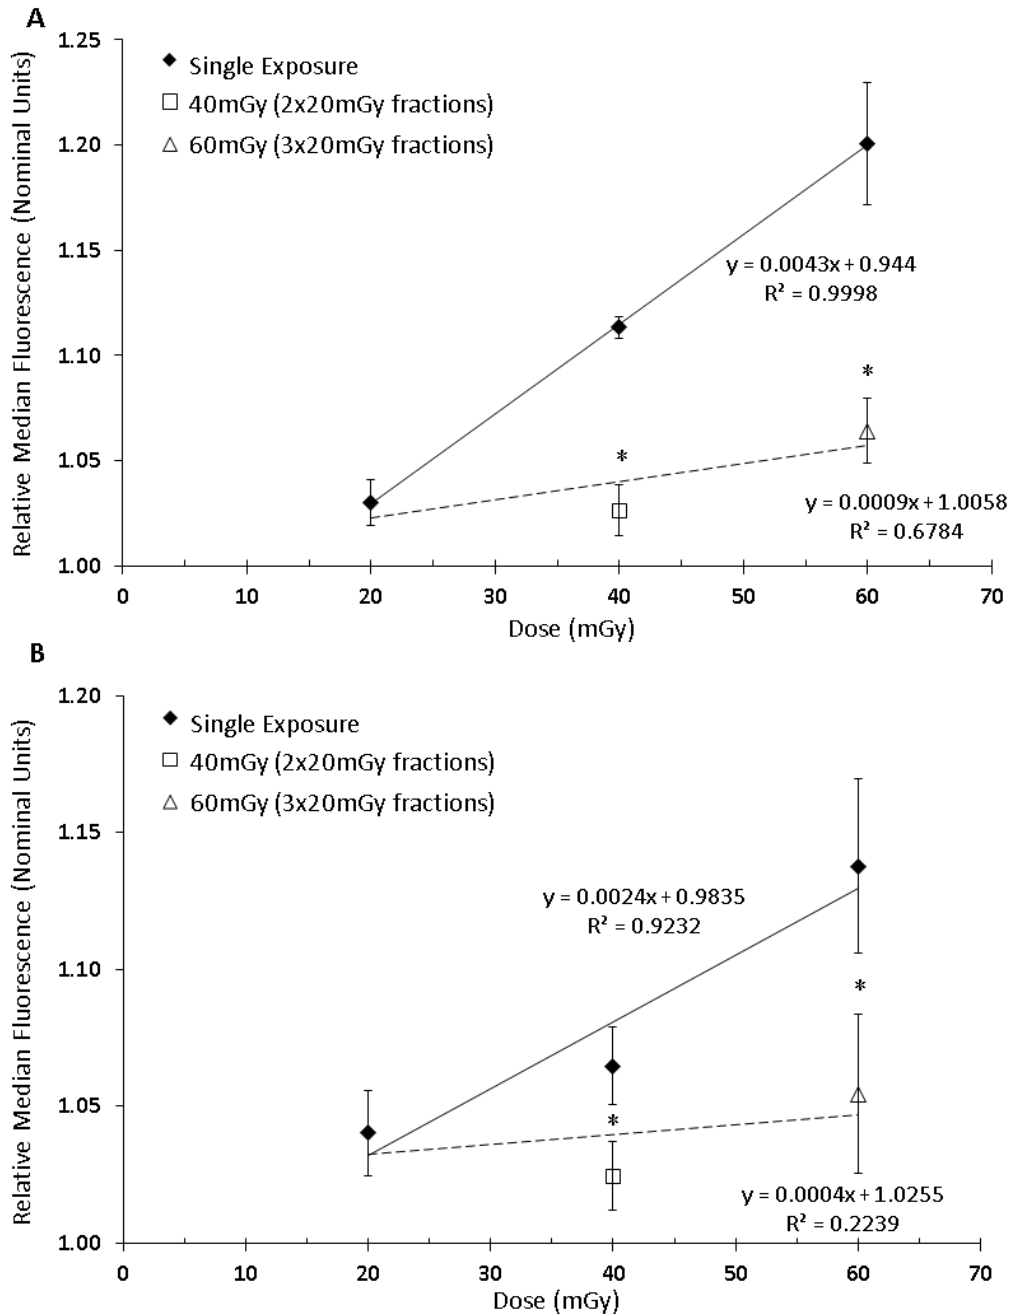 A
Relative Median Fluorescence (Nominal Units)
1.25
1.20
1.15
1.10
1.05
1.00
Single Exposure
40mGy (2x20mGy fractions)
60mGy (3x20mGy fractions)
y = 0.0043x + 0.944
R² = 0.9998
*
*
y = 0.0009x + 1.0058
R² = 0.6784
0 10 20 30 40 50 60 70
Dose (mGy)
B
Relative Median Fluorescence (Nominal Units)
1.20
1.15
1.10
1.05
1.00
Single Exposure
40mGy (2x20mGy fractions)
60mGy (3x20mGy fractions)
y = 0.0024x + 0.9835
R² = 0.9232
*
*
y = 0.0004x + 1.0255
R² = 0.2239
0 10 20 30 40 50 60 70
Dose (mGy)